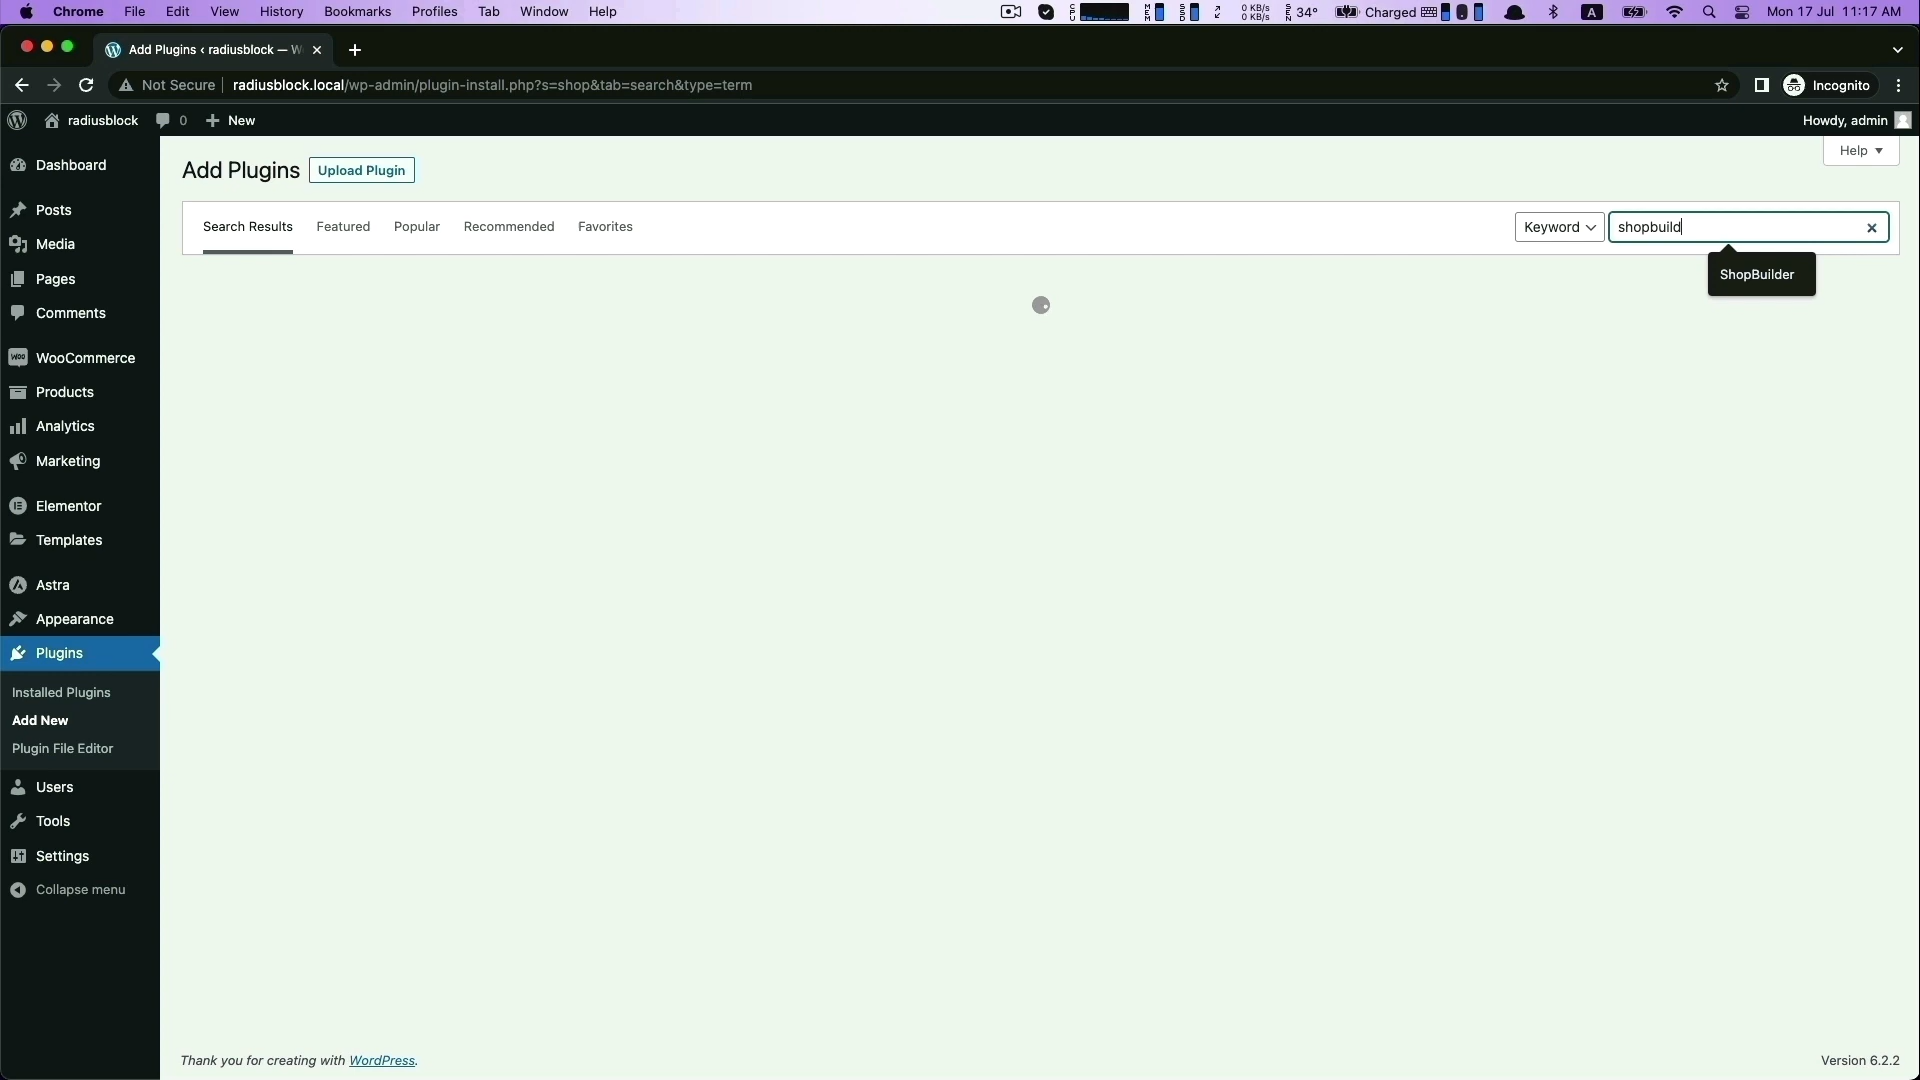 Chrome File Edit View History Bookmarks Profiles Tab Window Help
CPU MEM SSD 0 KB/s 0 KB/s SEN 34° Charged A Mon 17 Jul 11:17 AM
Add Plugins ‹ radiusblock — W
Not Secure radiusblock.local/wp-admin/plugin-install.php?s=shop&tab=search&type=term Incognito
radiusblock 0 New Howdy, admin
Dashboard
Posts
Media
Pages
Comments
woo WooCommerce
Products
Analytics
Marketing
Elementor
Templates
Astra
Appearance
Plugins
Installed Plugins
Add New
Plugin File Editor
Users
Tools
Settings
Collapse menu
Help
Add Plugins Upload Plugin
Search Results Featured Popular Recommended Favorites Keyword shopbuild
ShopBuilder
Thank you for creating with WordPress. Version 6.2.2